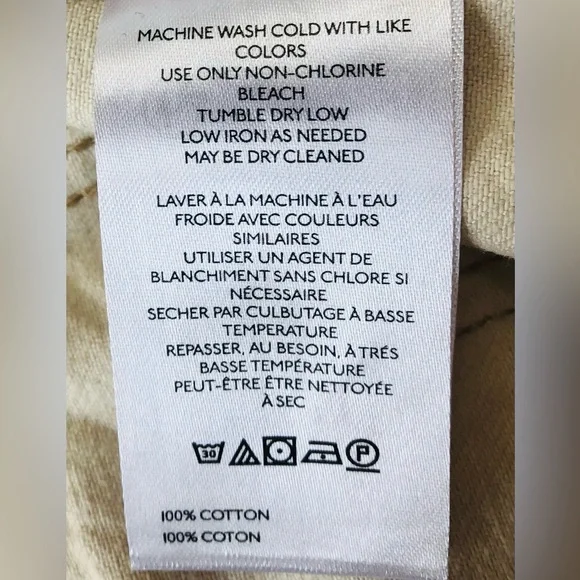 MACHINE WASH COLD WITH LIKE
COLORS
USE ONLY NON-CHLORINE
BLEACH
TUMBLE DRY LOW
LOW IRON AS NEEDED
MAY BE DRY CLEANED
LAVER À LA MACHINE À L'EAU
FROIDE AVEC COULEURS
SIMILAIRES
UTILISER UN AGENT DE
BLANCHIMENT SANS CHLORE SI
NÉCESSAIRE
SECHER PAR CULBUTAGE À BASSE
TEMPERATURE
REPASSER, AU BESOIN, À TRÉS
BASSE TEMPÉRATURE
PEUT-ÊTRE ÊTRE NETTOYÉE
À SEC
30 P
100% COTTON
100% COTON